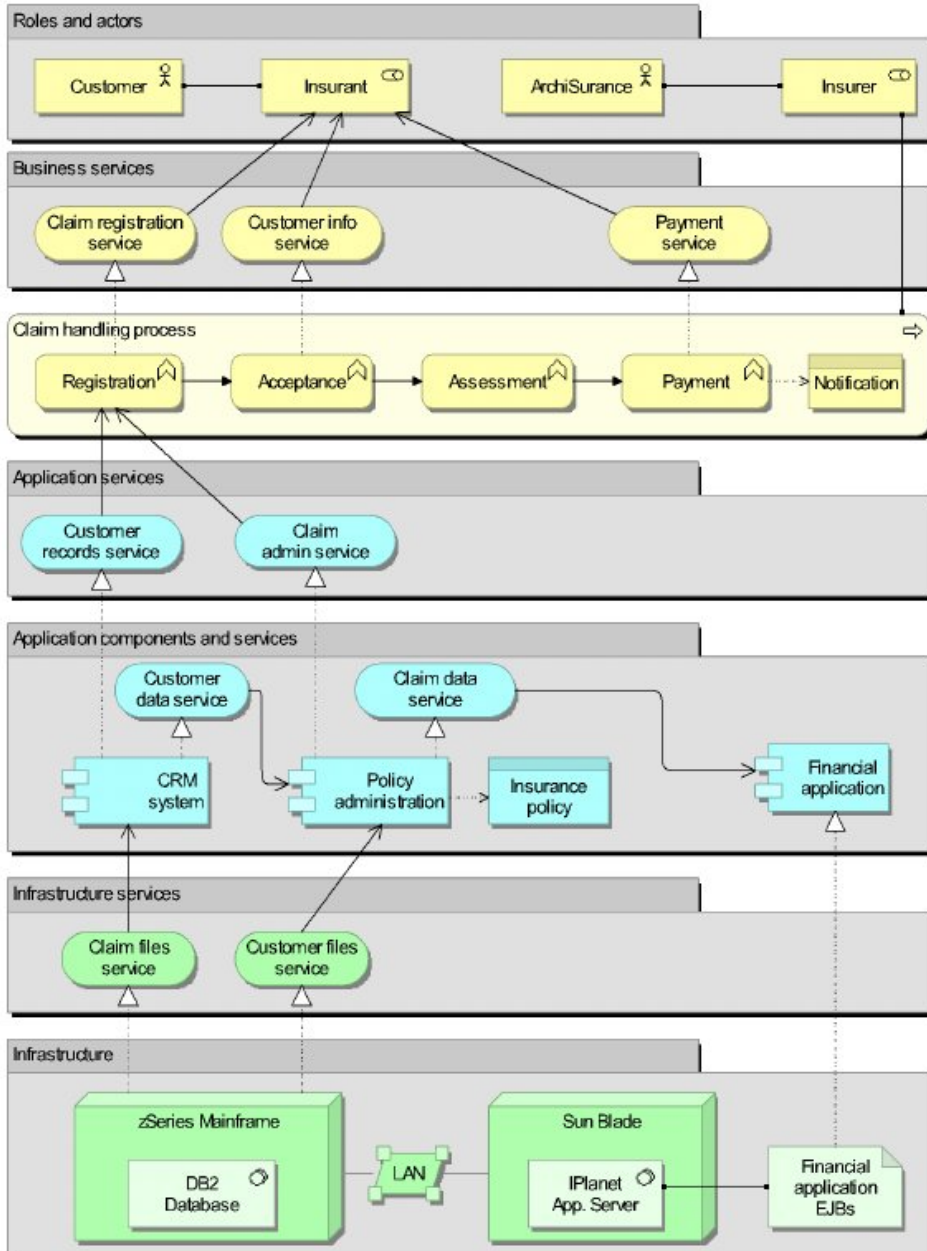 Roles and actors
Customer
Insurant
ArchiSurance
Insurer
Business services
Claim registration
service
Customer info
service
Payment
service
Claim handling process
Registration
Acceptance
Assessment
Payment
Notification
Application services
Customer
records service
Claim
admin service
Application components and services
Customer
data service
Claim data
service
CRM
system
Policy
administration
Insurance
policy
Financial
application
Infrastructure services
Claim files
service
Customer files
service
Infrastructure
zSeries Mainframe
DB2
Database
LAN
Sun Blade
IPlanet
App. Server
Financial
application
EJBs